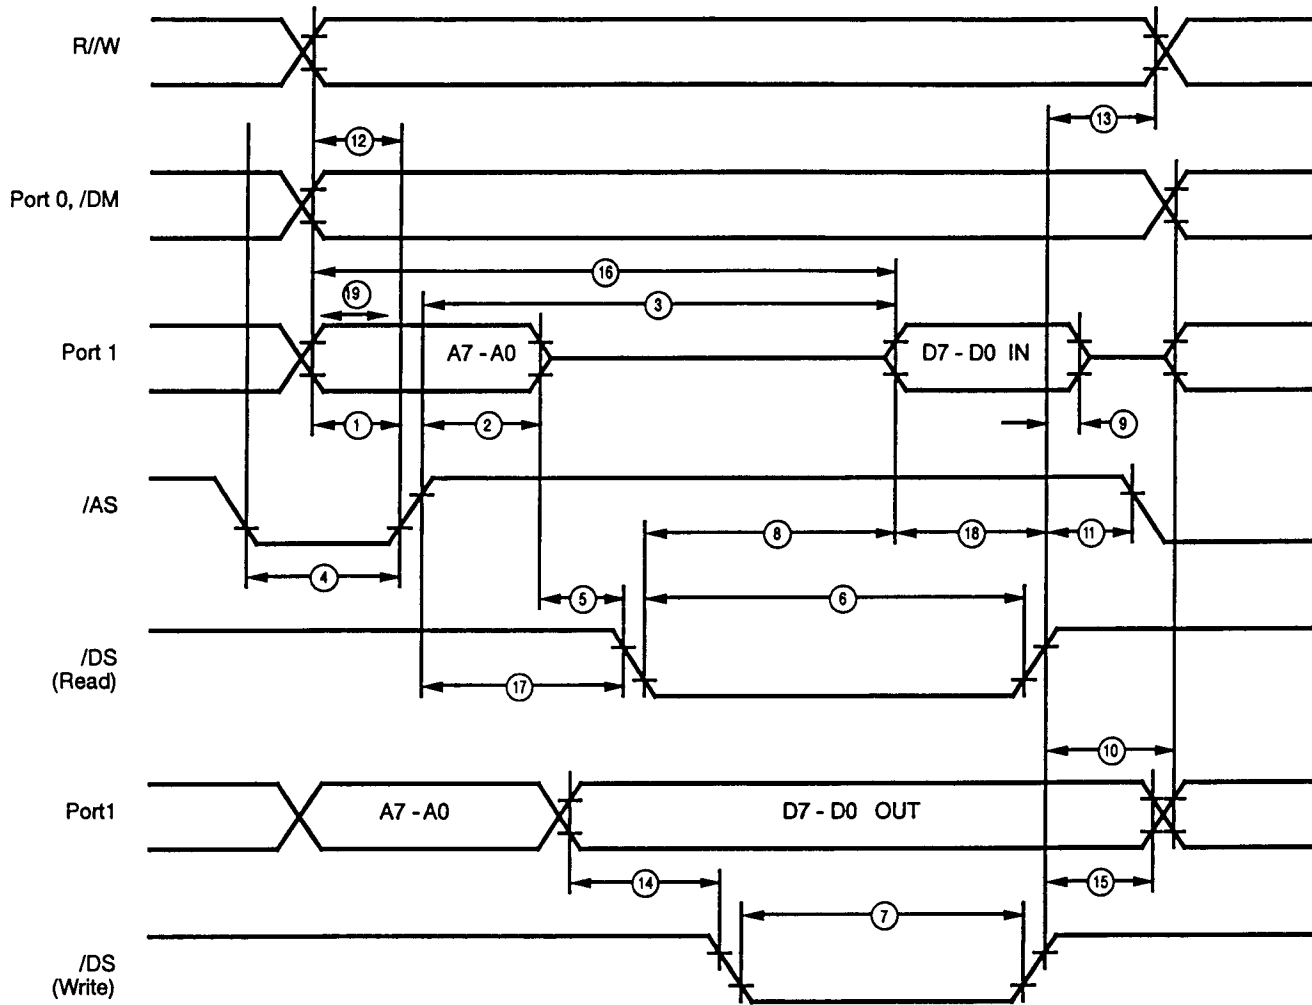 R//W
12
13
Port 0, /DM
16
19
3
Port 1
A7 - A0
D7 - D0 IN
1
2
9
/AS
8
18
11
4
5
6
/DS
(Read)
17
10
Port1
A7 - A0
D7 - D0 OUT
14
15
7
/DS
(Write)